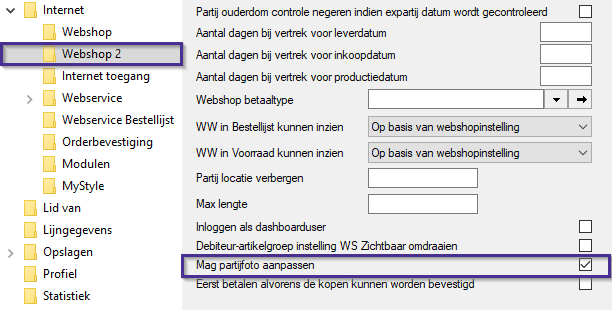 Internet
Webshop
Webshop 2
Internet toegang
Webservice
Webservice Bestellijst
Orderbevestiging
Modulen
MyStyle
Lid van
Lijngegevens
Opslagen
Profiel
Statistiek
Partij ouderdom controle negeren indien expartij datum wordt gecontroleerd
Aantal dagen bij vertrek voor leverdatum
Aantal dagen bij vertrek voor inkoopdatum
Aantal dagen bij vertrek voor productiedatum
Webshop betaaltype
WW in Bestellijst kunnen inzien Op basis van webshopinstelling
WW in Voorraad kunnen inzien Op basis van webshopinstelling
Partij locatie verbergen
Max lengte
Inloggen als dashboarduser
Debiteur-artikelgroep instelling WS Zichtbaar omdraaien
Mag partijfoto aanpassen
Eerst betalen alvorens de kopen kunnen worden bevestigd